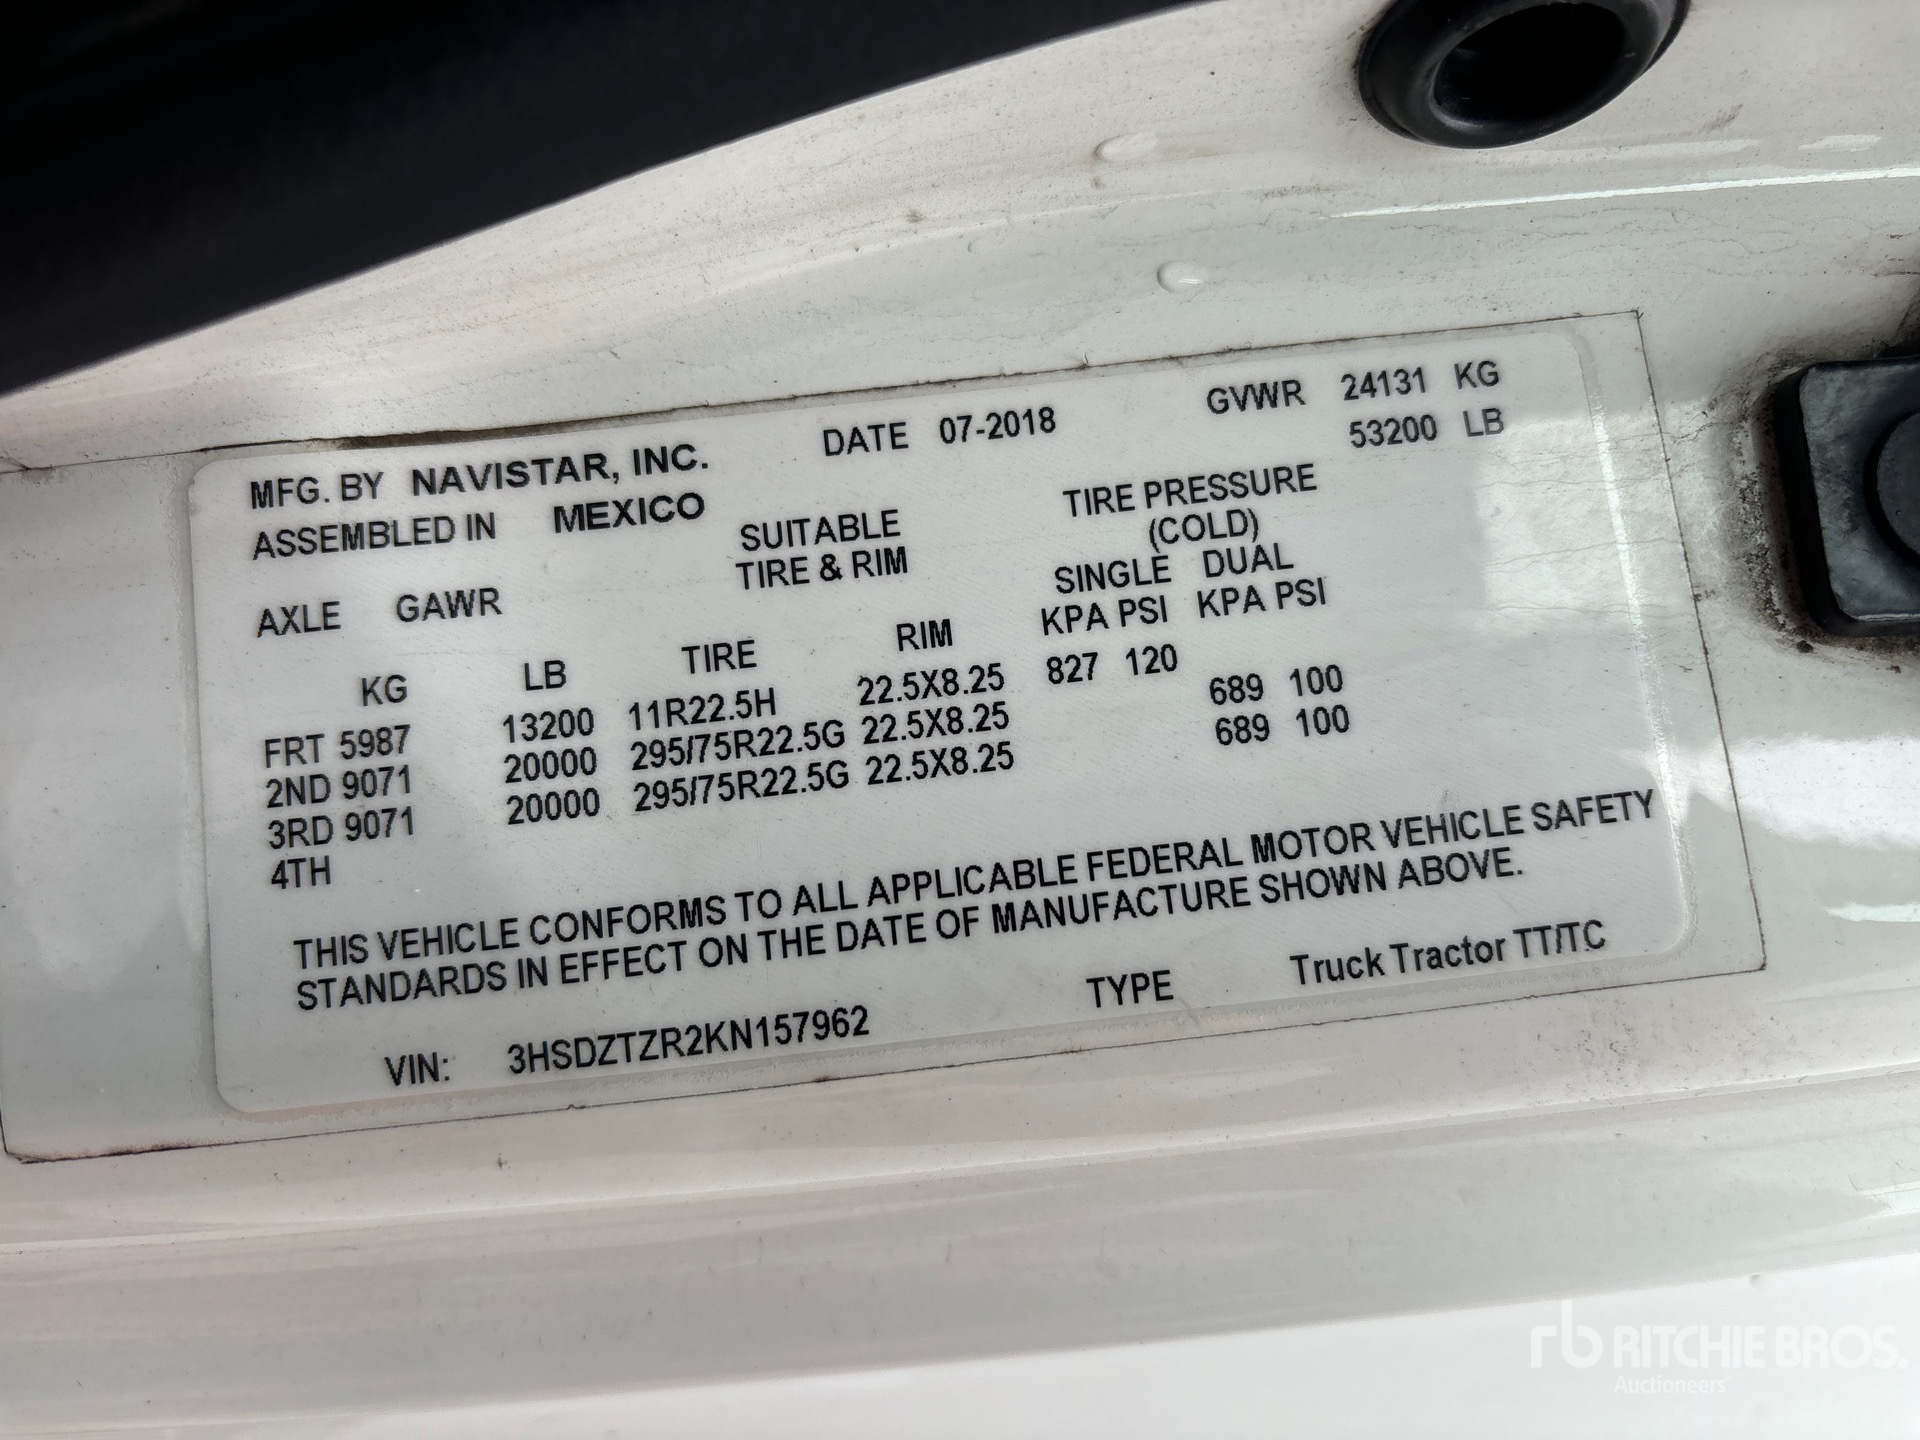 MFG. BY NAVISTAR, INC. DATE 07-2018 GVWR 24131 KG
53200 LB
ASSEMBLED IN MEXICO
SUITABLE TIRE PRESSURE
TIRE & RIM (COLD)
AXLE GAWR SINGLE DUAL
KG LB TIRE RIM KPA PSI KPA PSI
FRT 5987 13200 11R22.5H 22.5X8.25 827 120
2ND 9071 20000 295/75R22.5G 22.5X8.25 689 100
3RD 9071 20000 295/75R22.5G 22.5X8.25 689 100
4TH
THIS VEHICLE CONFORMS TO ALL APPLICABLE FEDERAL MOTOR VEHICLE SAFETY
STANDARDS IN EFFECT ON THE DATE OF MANUFACTURE SHOWN ABOVE.
VIN: 3HSDZTZR2KN157962 TYPE Truck Tractor TT/TC
rb RITCHIE BROS.
Auctioneers